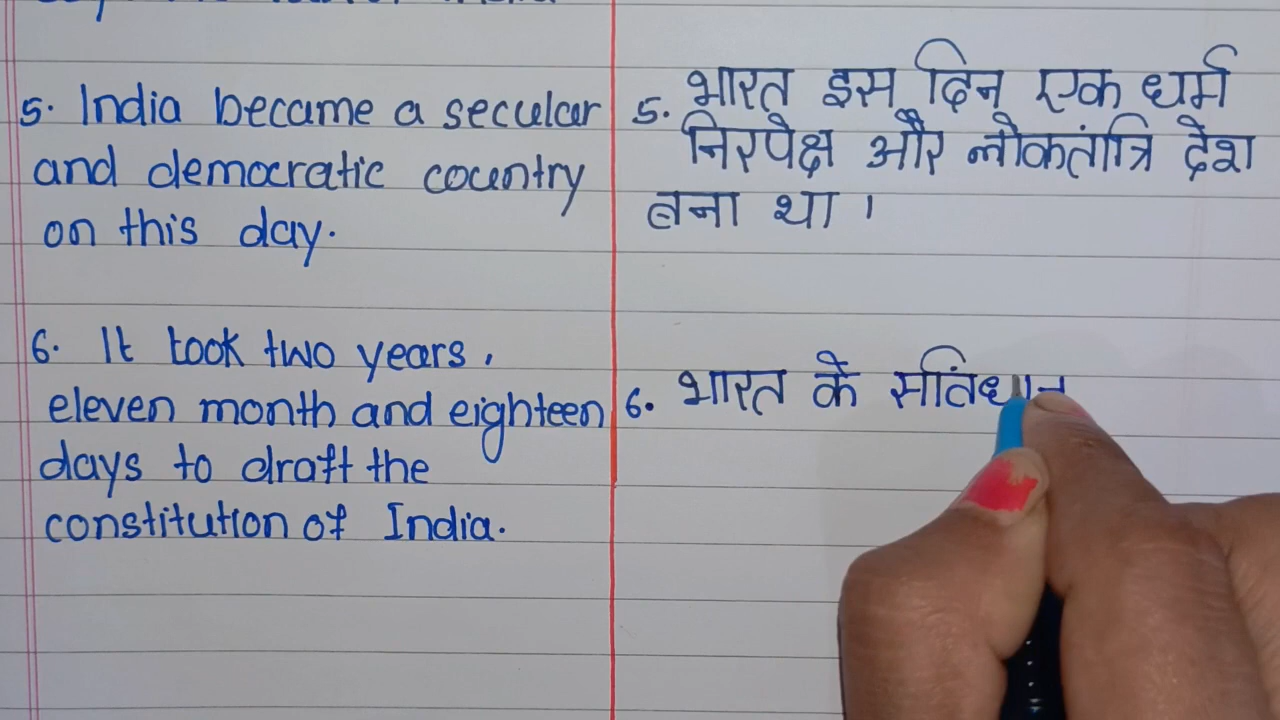 5. India became a secular
and democratic country
on this day.
6. It took two years,
eleven month and eighteen
days to draft the
constitution of India.
5. भारत इस दिन एक धर्म
निरपेक्ष और लोकतांत्रि देश
बना था।
6. भारत के